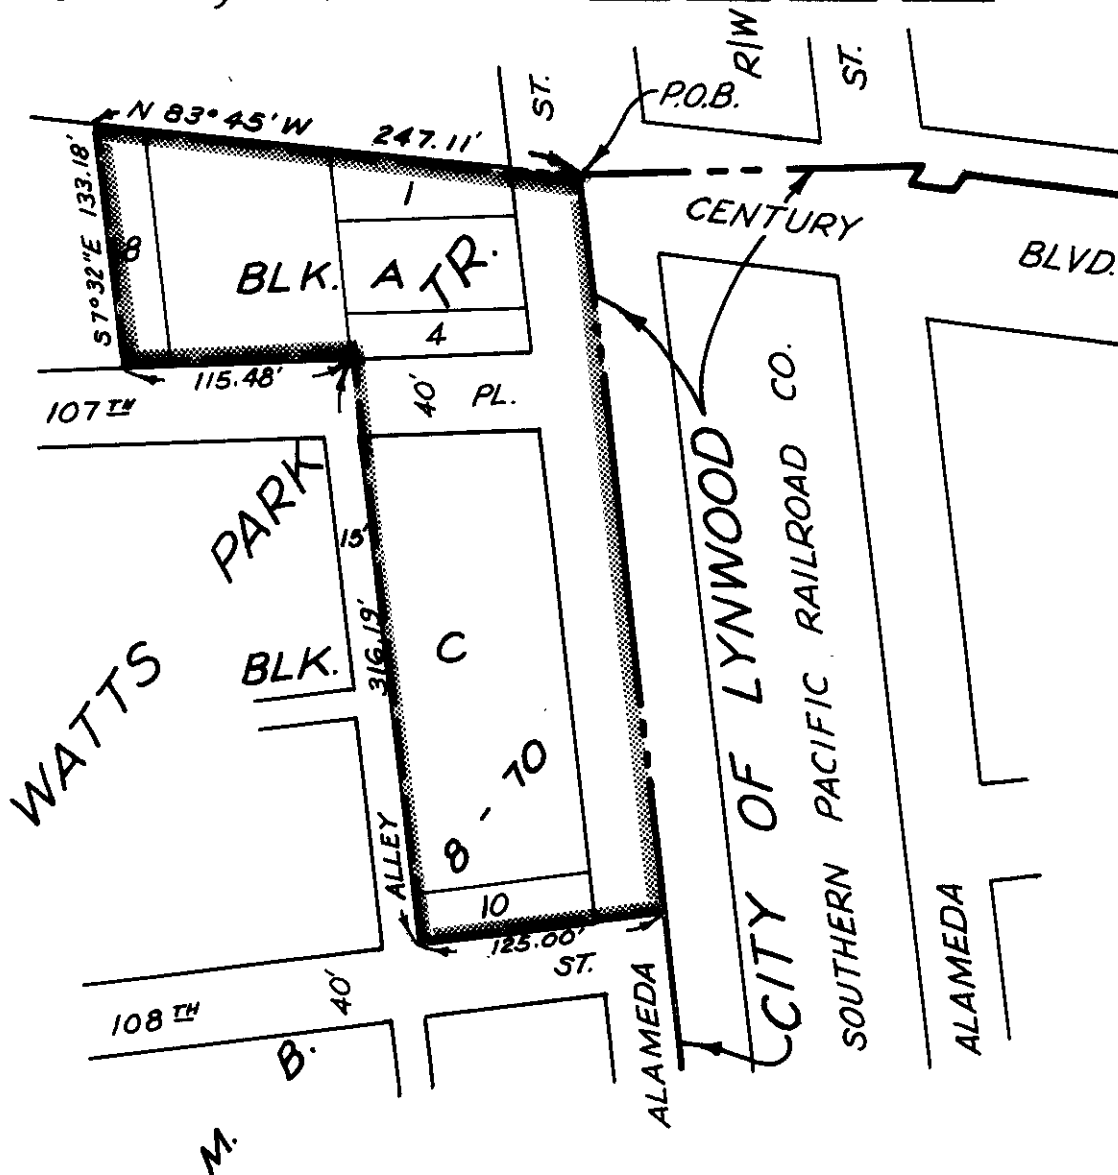 R/W
ST.
ST.
P.O.B.
N 83° 45' W
247.11'
133.18'
S 7° 32" E
8
1
BLK. A
TR.
4
CENTURY
BLVD.
115.48'
107TH
40'
PL.
PARK
15'
316.19'
BLK. C
WATTS
CITY OF LYNWOOD
SOUTHERN PACIFIC RAILROAD CO.
8 - 70
ALLEY
10
125.00'
ST.
108TH
40'
ALAMEDA
ALAMEDA
M. B.